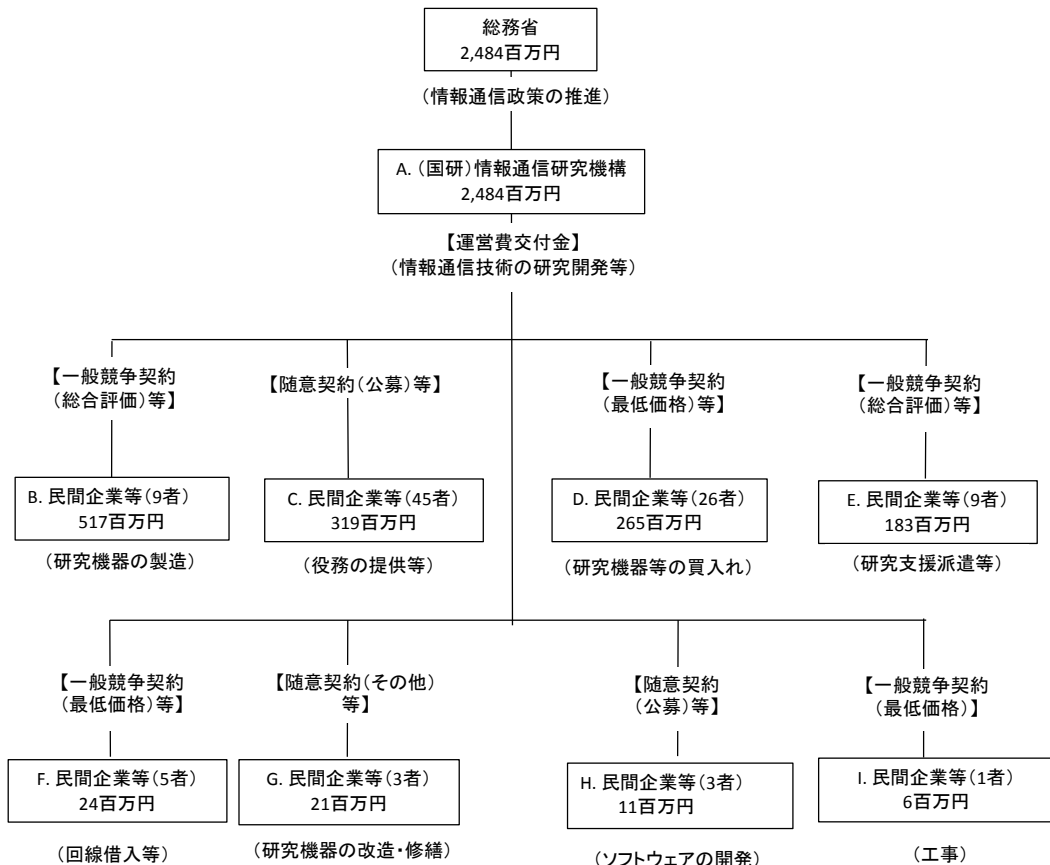 総務省
2,484百万円
(情報通信政策の推進)
A. (国研)情報通信研究機構
2,484百万円
【運営費交付金】
(情報通信技術の研究開発等)
【一般競争契約
(総合評価)等】
【随意契約(公募)等】
【一般競争契約
(最低価格)等】
【一般競争契約
(総合評価)等】
B. 民間企業等(9者)
517百万円
C. 民間企業等(45者)
319百万円
D. 民間企業等(26者)
265百万円
E. 民間企業等(9者)
183百万円
(研究機器の製造)
(役務の提供等)
(研究機器等の買入れ)
(研究支援派遣等)
【一般競争契約
(最低価格)等】
【随意契約(その他)
等】
【随意契約
(公募)等】
【一般競争契約
(最低価格)】
F. 民間企業等(5者)
24百万円
G. 民間企業等(3者)
21百万円
H. 民間企業等(3者)
11百万円
I. 民間企業等(1者)
6百万円
(回線借入等)
(研究機器の改造・修繕)
(ソフトウェアの開発)
(工事)